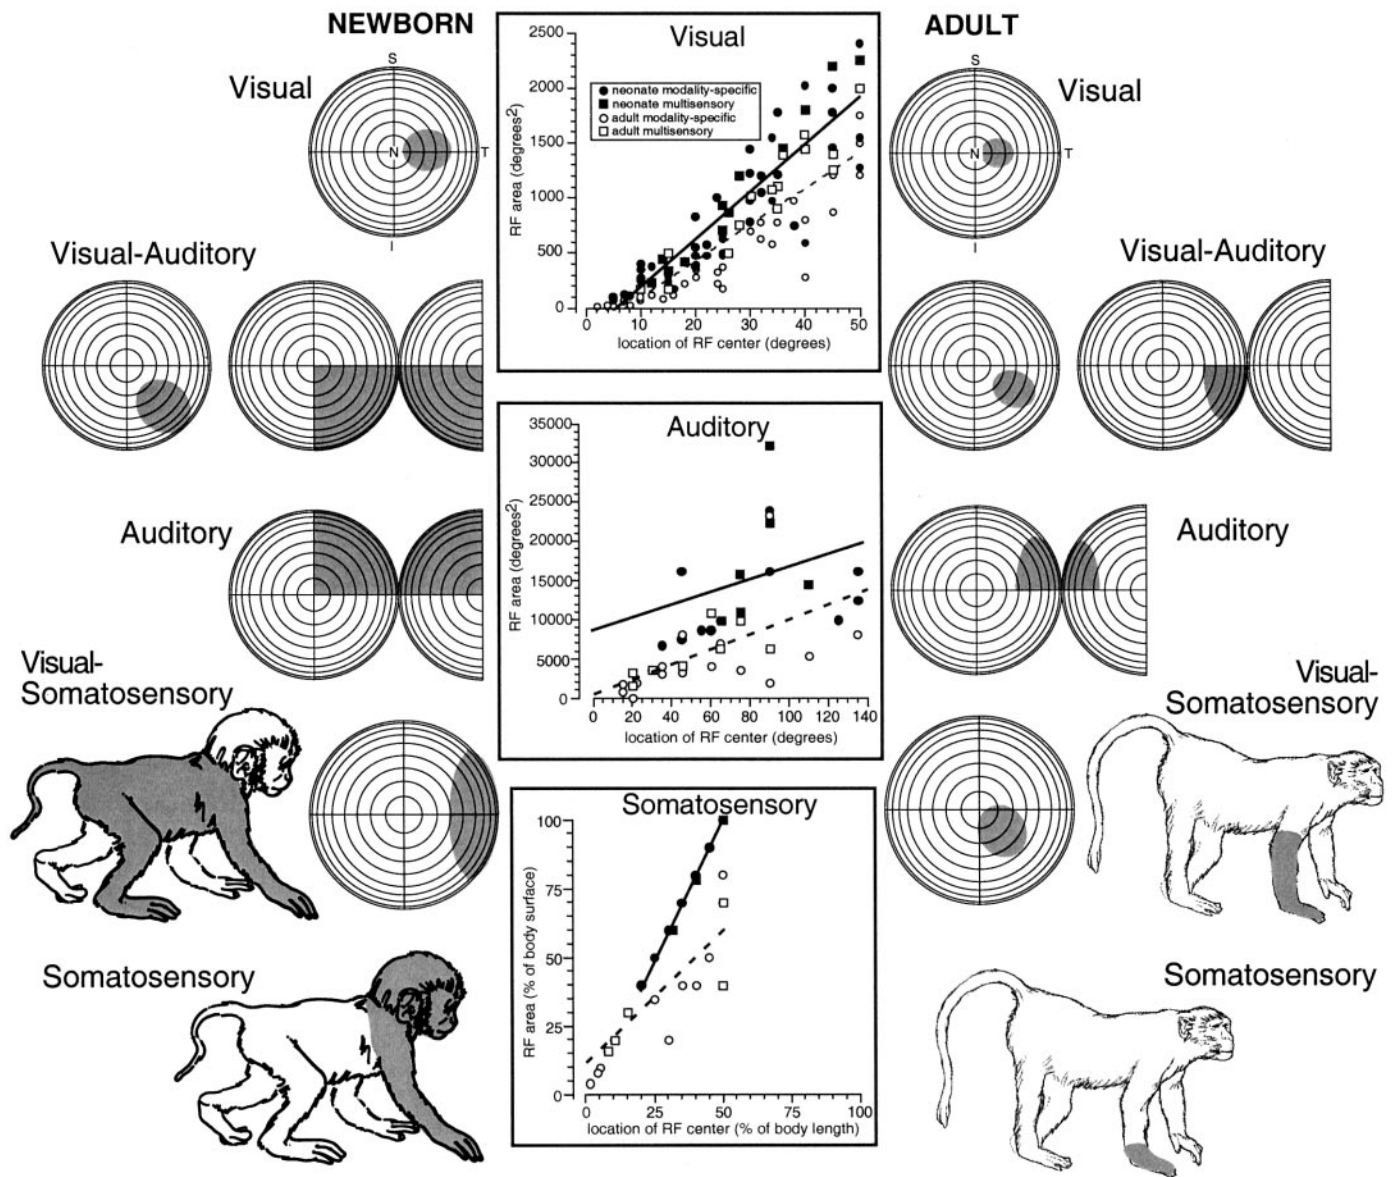 NEWBORN
Visual
S
N
T
I
Visual-Auditory
Auditory
Visual-
Somatosensory
Somatosensory
Visual
2500
2000
1500
1000
500
0
RF area (degrees2)
neonate modality-specific
neonate multisensory
adult modality-specific
adult multisensory
0 10 20 30 40 50
location of RF center (degrees)
Auditory
35000
30000
25000
20000
15000
10000
5000
0
RF area (degrees2)
0 20 40 60 80 100 120 140
location of RF center (degrees)
Somatosensory
100
75
50
25
0
RF area (% of body surface)
0 25 50 75 100
location of RF center (% of body length)
ADULT
Visual
S
N
T
I
Visual-Auditory
Auditory
Visual-
Somatosensory
Somatosensory